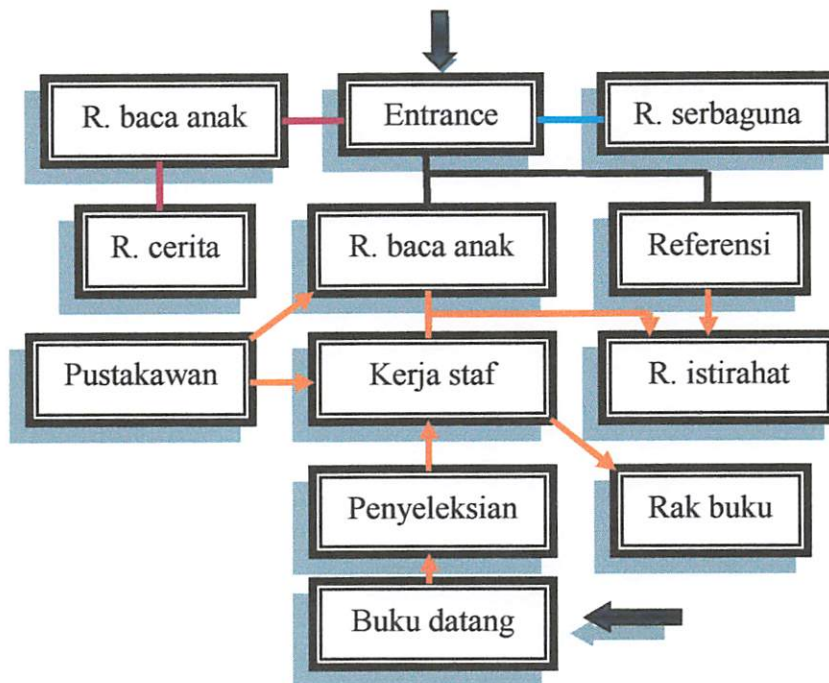 R. baca anak
Entrance
R. serbaguna
R. cerita
R. baca anak
Referensi
Pustakawan
Kerja staf
R. istirahat
Penyeleksian
Rak buku
Buku datang